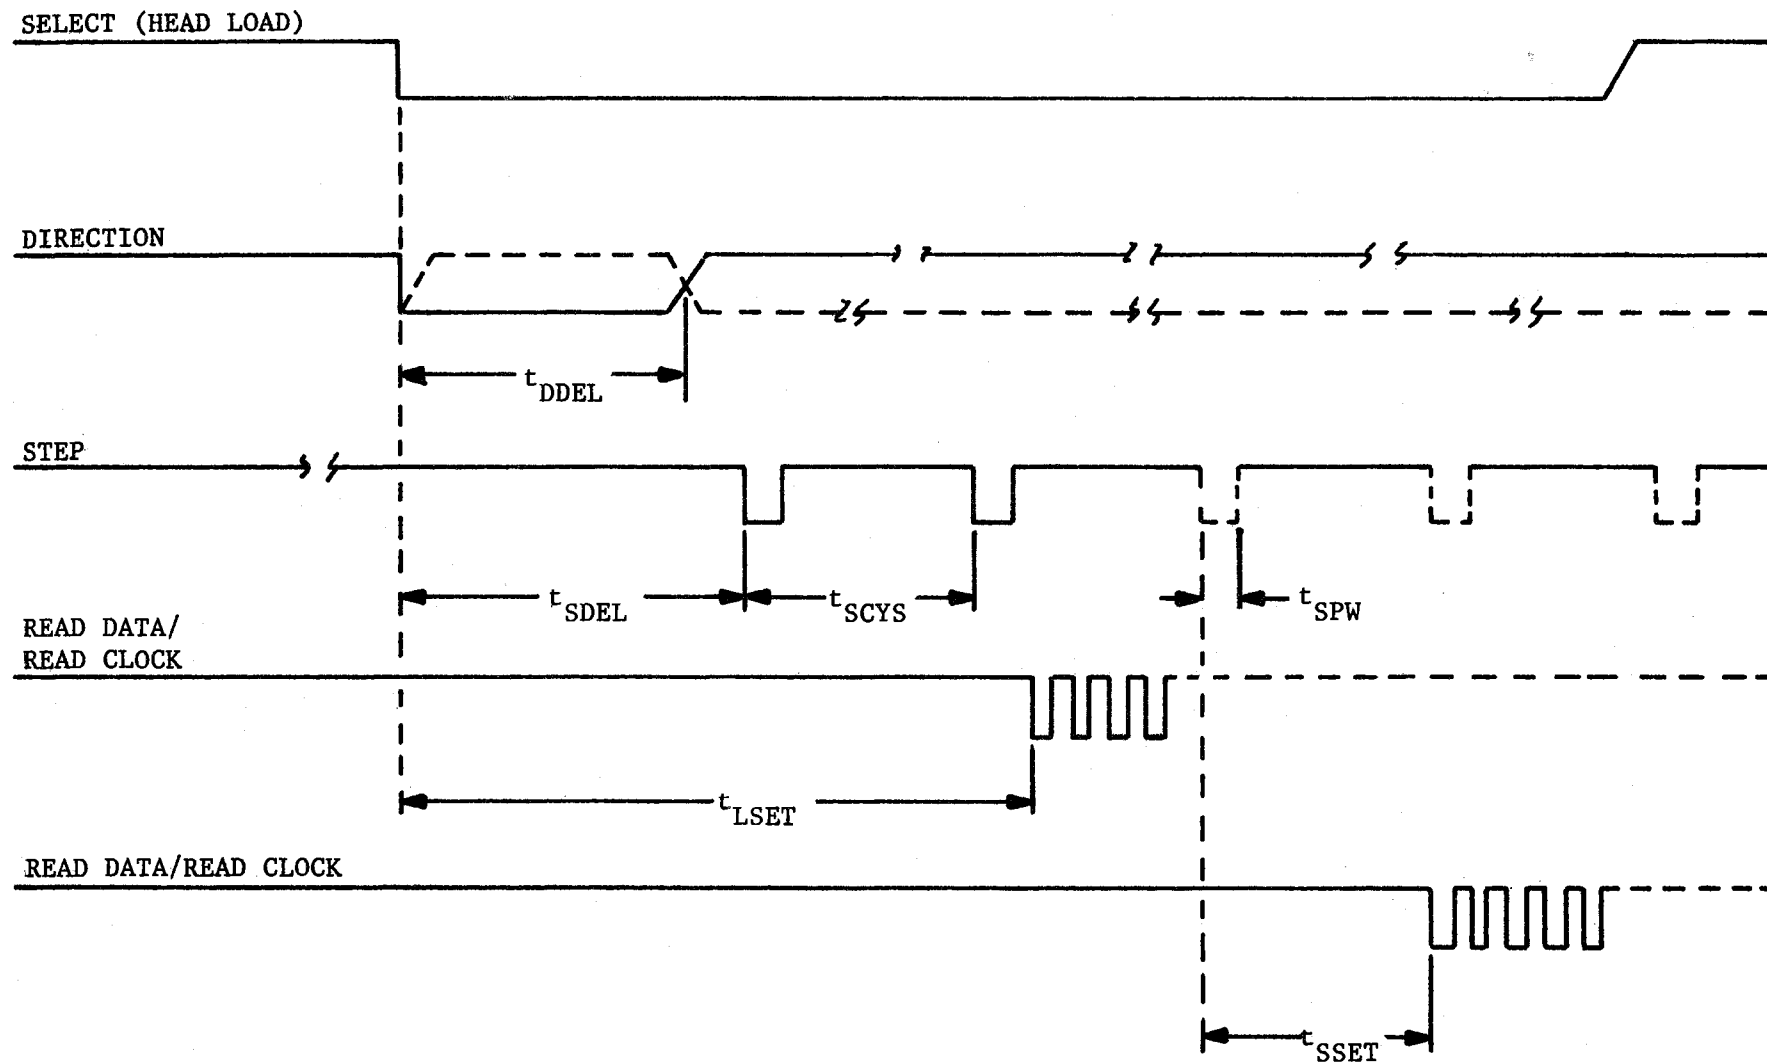 SELECT (HEAD LOAD)
DIRECTION
tDDEL
STEP
tSDEL
tSCYS
tSPW
READ DATA/
READ CLOCK
tLSET
READ DATA/READ CLOCK
tSSET